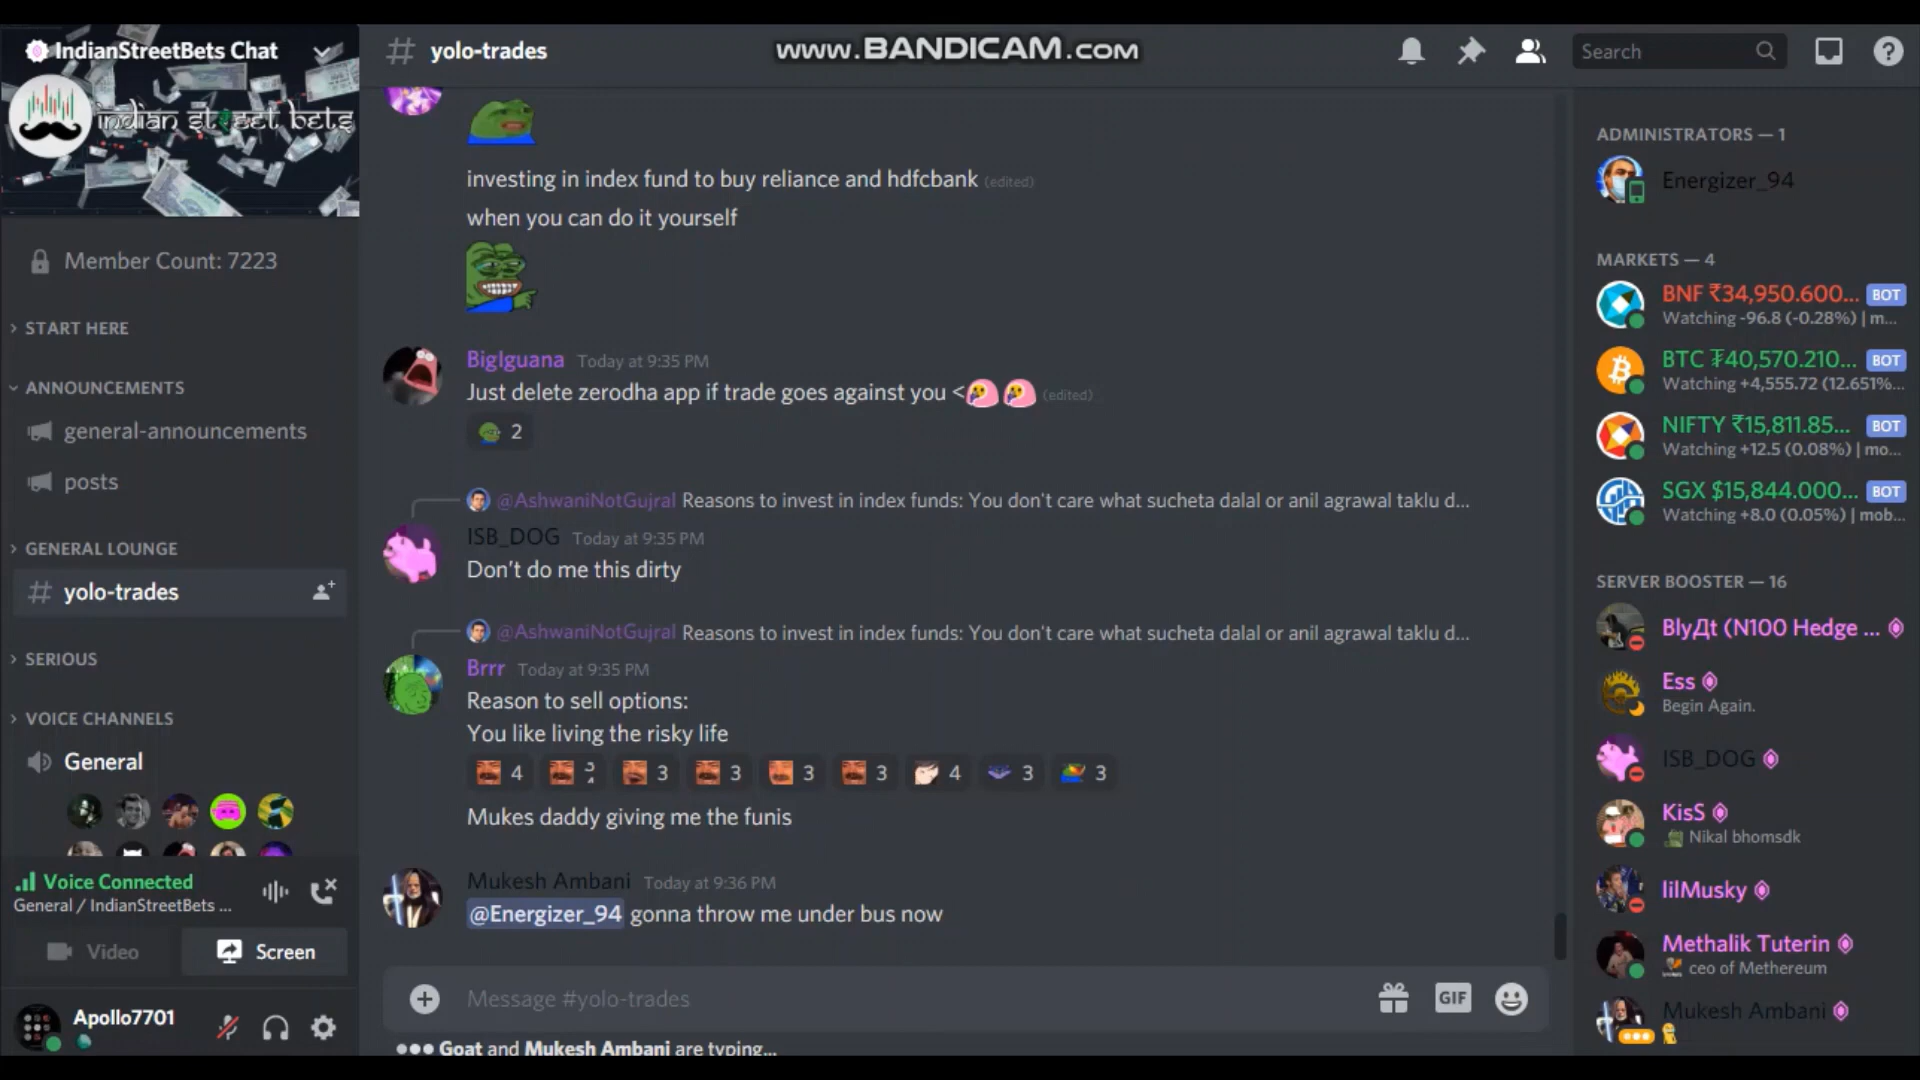 IndianStreetBets Chat
indian street bets
Member Count: 7223
START HERE
ANNOUNCEMENTS
general-announcements
posts
GENERAL LOUNGE
# yolo-trades
SERIOUS
VOICE CHANNELS
General
Voice Connected
General / IndianStreetBets ...
Video
Screen
Apollo7701
# yolo-trades
www.BANDICAM.com
Search
investing in index fund to buy reliance and hdfcbank (edited)
when you can do it yourself
BigIguana Today at 9:35 PM
Just delete zerodha app if trade goes against you < (edited)
2
@AshwaniNotGujral Reasons to invest in index funds: You don't care what sucheta dalal or anil agrawal taklu d...
ISB_DOG Today at 9:35 PM
Don't do me this dirty
@AshwaniNotGujral Reasons to invest in index funds: You don't care what sucheta dalal or anil agrawal taklu d...
Brrr Today at 9:35 PM
Reason to sell options:
You like living the risky life
4 3 4 3 3 3 3 4 3 3
Mukes daddy giving me the funis
Mukesh Ambani Today at 9:36 PM
@Energizer_94 gonna throw me under bus now
Message #yolo-trades
GIF
Goat and Mukesh Ambani are typing...
ADMINISTRATORS — 1
Energizer_94
MARKETS — 4
BNF ₹34,950.600... BOT
Watching -96.8 (-0.28%) | m...
BTC ₮40,570.210... BOT
Watching +4,555.72 (12.651%...
NIFTY ₹15,811.85... BOT
Watching +12.5 (0.08%) | mo...
SGX $15,844.000... BOT
Watching +8.0 (0.05%) | mob...
SERVER BOOSTER — 16
BlyДt (N100 Hedge ...
Ess
Begin Again.
ISB_DOG
KisS
Nikal bhomsdk
lilMusky
Methalik Tuterin
ceo of Methereum
Mukesh Ambani